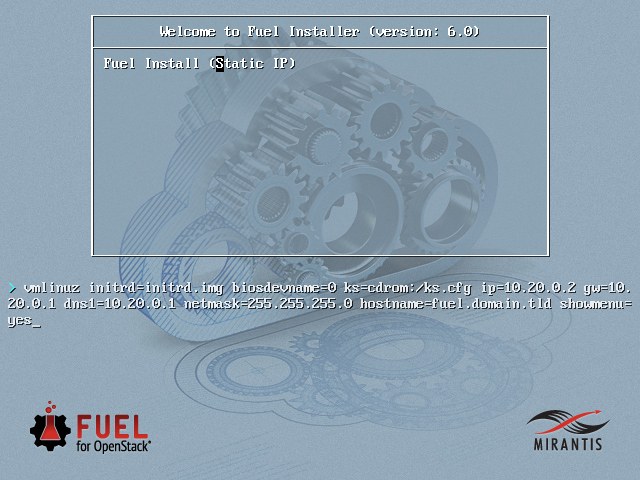 Welcome to Fuel Installer (version: 6.0)
Fuel Install (Static IP)
> vmlinuz initrd=initrd.img biosdevname=0 ks=cdrom:/ks.cfg ip=10.20.0.2 gw=10.
20.0.1 dns1=10.20.0.1 netmask=255.255.255.0 hostname=fuel.domain.tld showmenu=
yes_
FUEL
for OpenStack
MIRANTIS